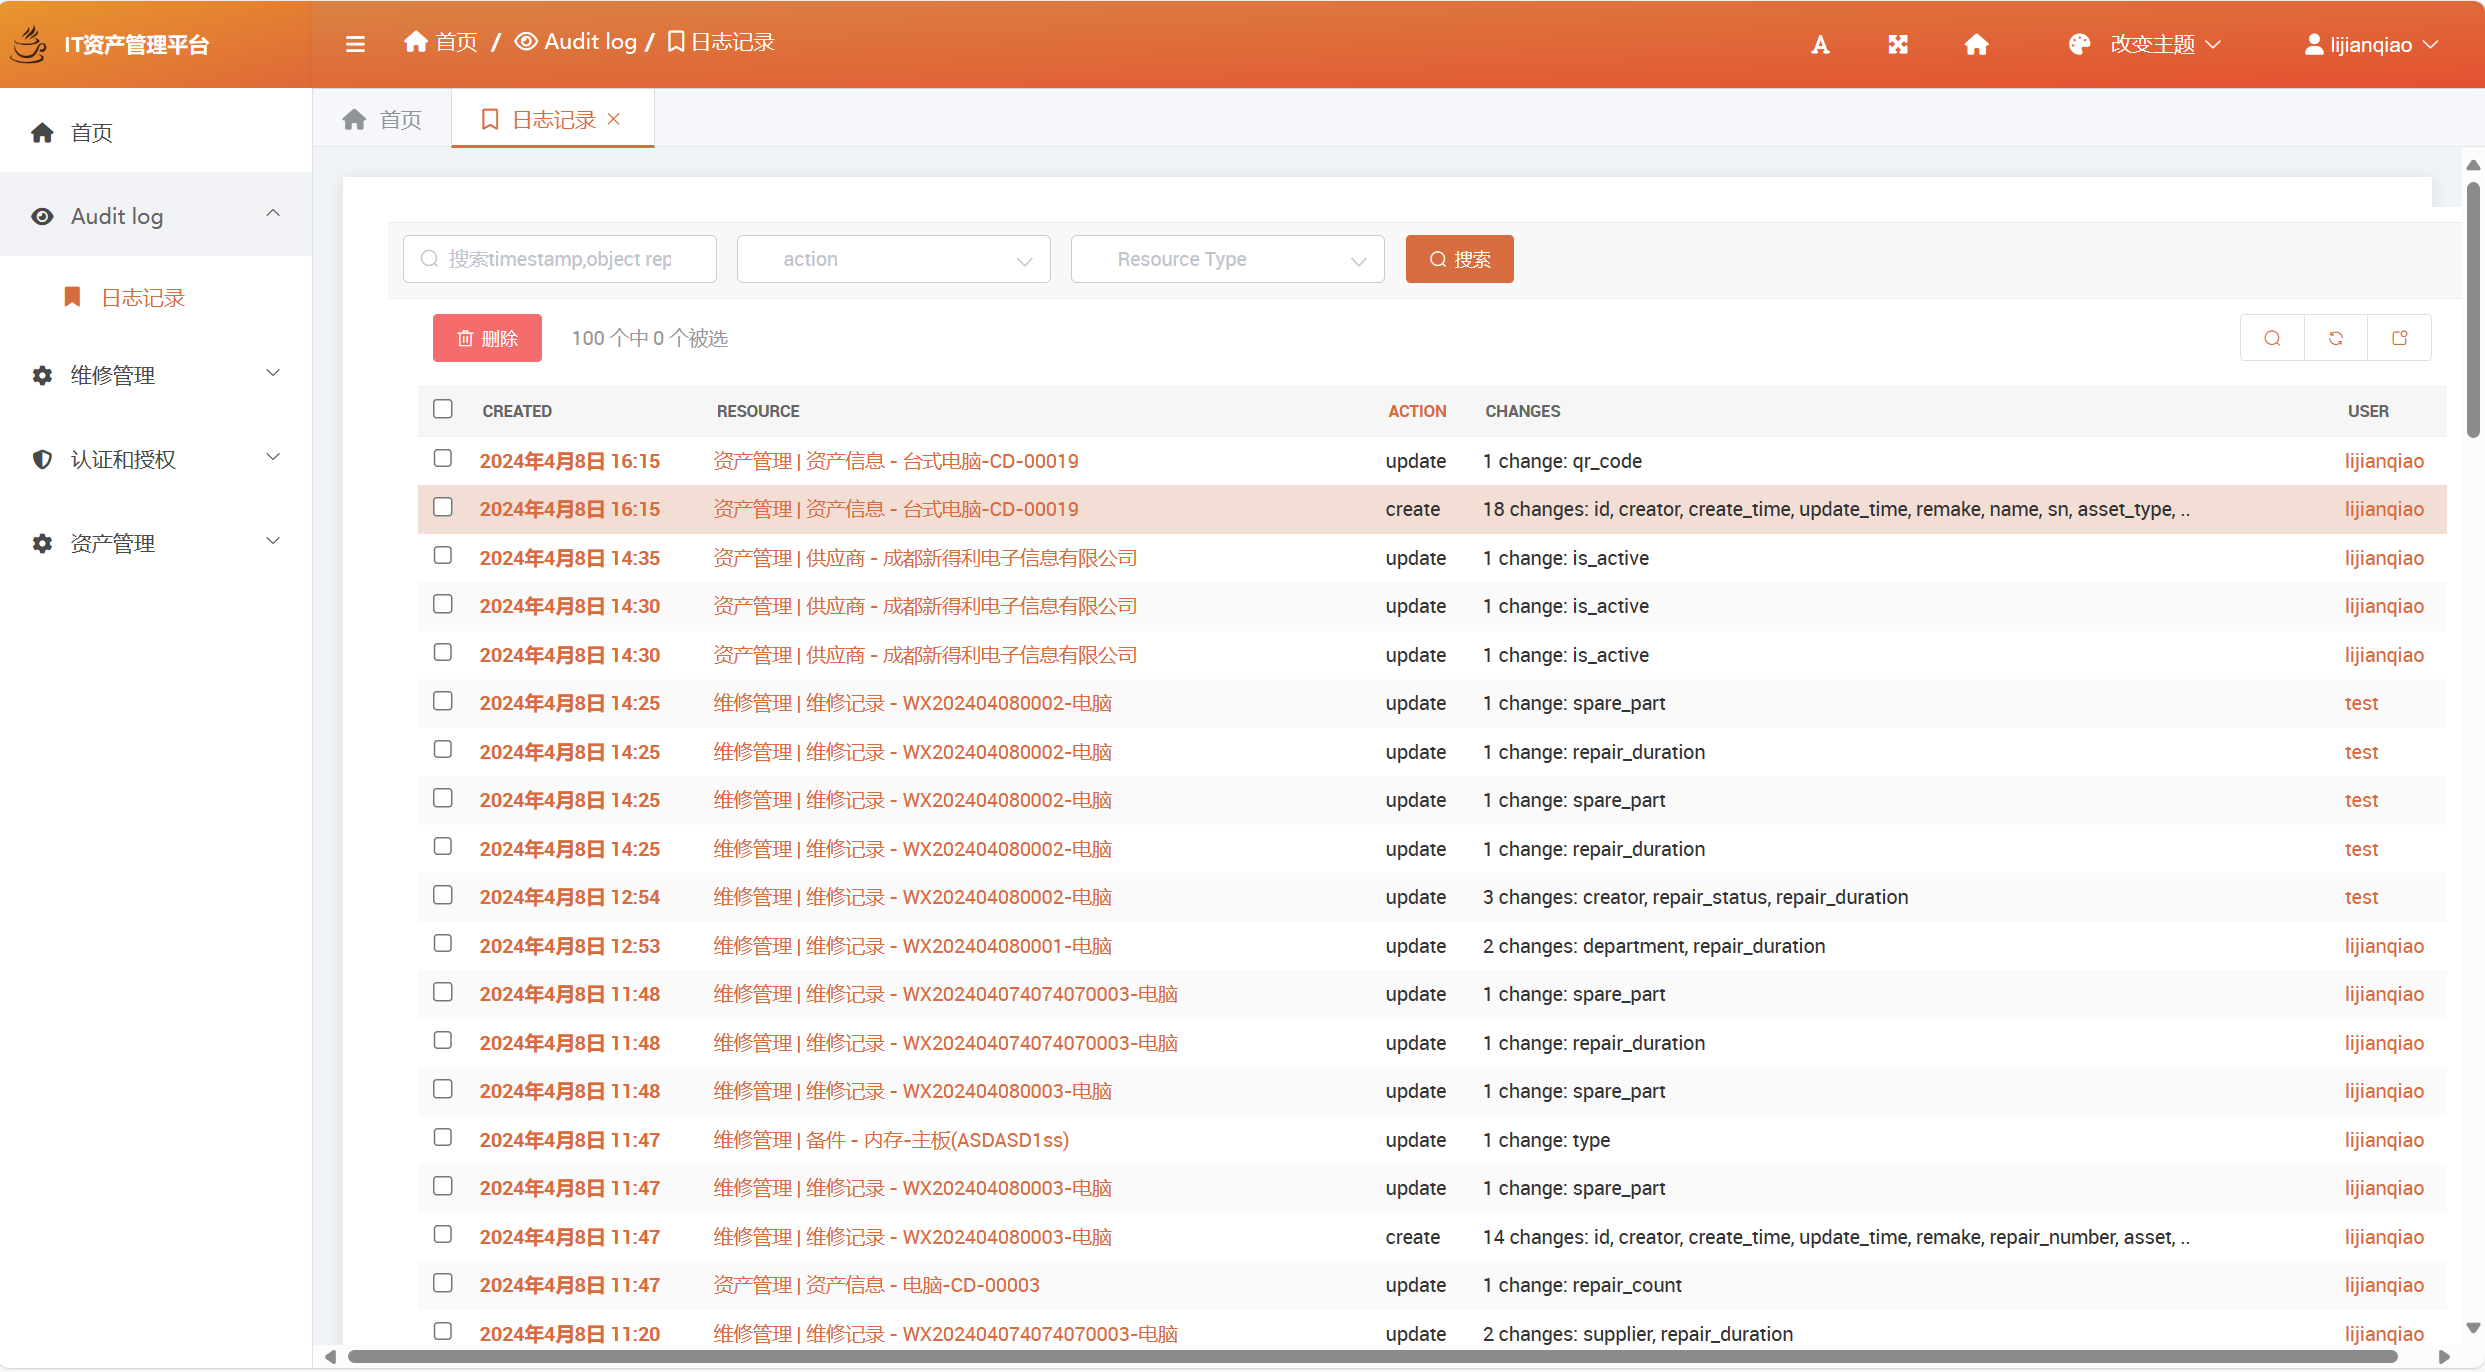 IT资产管理平台
首页 / Audit log / 日志记录
改变主题
lijianqiao
首页
Audit log
日志记录
维修管理
认证和授权
资产管理
首页
日志记录
搜索timestamp,object rep
action
Resource Type
搜索
删除
100 个中 0 个被选
CREATED RESOURCE ACTION CHANGES USER
2024年4月8日 16:15 资产管理 | 资产信息 - 台式电脑-CD-00019 update 1 change: qr_code lijianqiao
2024年4月8日 16:15 资产管理 | 资产信息 - 台式电脑-CD-00019 create 18 changes: id, creator, create_time, update_time, remake, name, sn, asset_type, .. lijianqiao
2024年4月8日 14:35 资产管理 | 供应商 - 成都新得利电子信息有限公司 update 1 change: is_active lijianqiao
2024年4月8日 14:30 资产管理 | 供应商 - 成都新得利电子信息有限公司 update 1 change: is_active lijianqiao
2024年4月8日 14:30 资产管理 | 供应商 - 成都新得利电子信息有限公司 update 1 change: is_active lijianqiao
2024年4月8日 14:25 维修管理 | 维修记录 - WX202404080002-电脑 update 1 change: spare_part test
2024年4月8日 14:25 维修管理 | 维修记录 - WX202404080002-电脑 update 1 change: repair_duration test
2024年4月8日 14:25 维修管理 | 维修记录 - WX202404080002-电脑 update 1 change: spare_part test
2024年4月8日 14:25 维修管理 | 维修记录 - WX202404080002-电脑 update 1 change: repair_duration test
2024年4月8日 12:54 维修管理 | 维修记录 - WX202404080002-电脑 update 3 changes: creator, repair_status, repair_duration test
2024年4月8日 12:53 维修管理 | 维修记录 - WX202404080001-电脑 update 2 changes: department, repair_duration lijianqiao
2024年4月8日 11:48 维修管理 | 维修记录 - WX202404074074070003-电脑 update 1 change: spare_part lijianqiao
2024年4月8日 11:48 维修管理 | 维修记录 - WX202404074074070003-电脑 update 1 change: repair_duration lijianqiao
2024年4月8日 11:48 维修管理 | 维修记录 - WX202404080003-电脑 update 1 change: spare_part lijianqiao
2024年4月8日 11:47 维修管理 | 备件 - 内存-主板(ASDASD1ss) update 1 change: type lijianqiao
2024年4月8日 11:47 维修管理 | 维修记录 - WX202404080003-电脑 update 1 change: spare_part lijianqiao
2024年4月8日 11:47 维修管理 | 维修记录 - WX202404080003-电脑 create 14 changes: id, creator, create_time, update_time, remake, repair_number, asset, .. lijianqiao
2024年4月8日 11:47 资产管理 | 资产信息 - 电脑-CD-00003 update 1 change: repair_count lijianqiao
2024年4月8日 11:20 维修管理 | 维修记录 - WX202404074074070003-电脑 update 2 changes: supplier, repair_duration lijianqiao